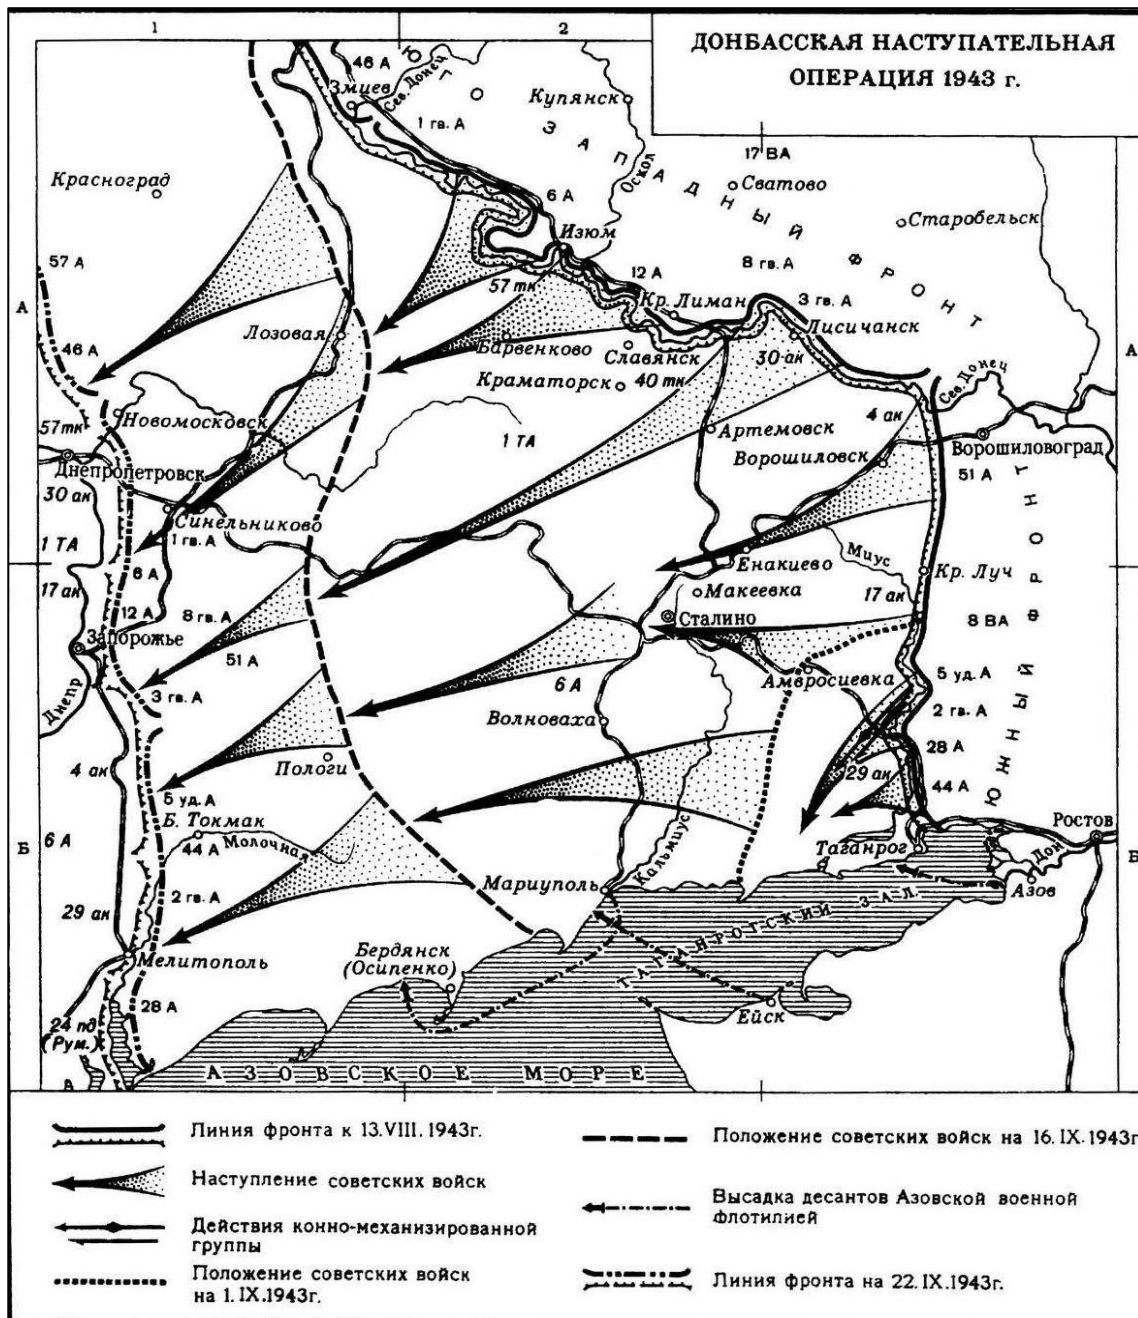 ДОНБАССКАЯ НАСТУПАТЕЛЬНАЯ
ОПЕРАЦИЯ 1943 г.
1
2
46 А
Ю
Г
О
Змиев
Сев. Донец
Купянск
1 гв. А
З А П А Д Н Ы Й Ф Р О Н Т
Оскол
17 ВА
Сватово
Красноград
6 А
Старобельск
Изюм
57 А
57 тк
12 А
8 гв. А
3 гв. А
Кр. Лиман
Лисичанск
А
Лозовая
Барвенково
Славянск
30 ак
А
46 А
Краматорск
40 тк
Сев. Донец
4 ак
Новомосковск
57 тк
1 ТА
Артемовск
Ворошиловград
Днепропетровск
Ворошиловск
51 А
30 ак
Синельниково
1 гв. А
1 ТА
Миус
6 А
Енакиево
Кр. Луч
17 ак
Макеевка
17 ак
12 А
8 гв. А
Сталино
8 ВА
Запорожье
51 А
Ю Ж Н Ы Й Ф Р О Н Т
Днепр
3 гв. А
6 А
Амвросиевка
5 уд. А
2 гв. А
Волноваха
28 А
4 ак
Пологи
29 ак
44 А
5 уд. А
Б. Токмак
6 А
44 А
Молочная
Ростов
Б
Таганрог
Дон
Б
Кальмиус
Мариуполь
Азов
2 гв. А
29 ак
ТАГАНРОГСКИЙ ЗАЛ.
Мелитополь
Бердянск
(Осипенко)
28 А
Ейск
24 пд
(Рум.)
АЗОВСКОЕ МОРЕ
Линия фронта к 13.VIII.1943г.
Наступление советских войск
Действия конно-механизированной
группы
Положение советских войск
на 1.IX.1943г.
Положение советских войск на 16.IX.1943г
Высадка десантов Азовской военной
флотилией
Линия фронта на 22.IX.1943г.